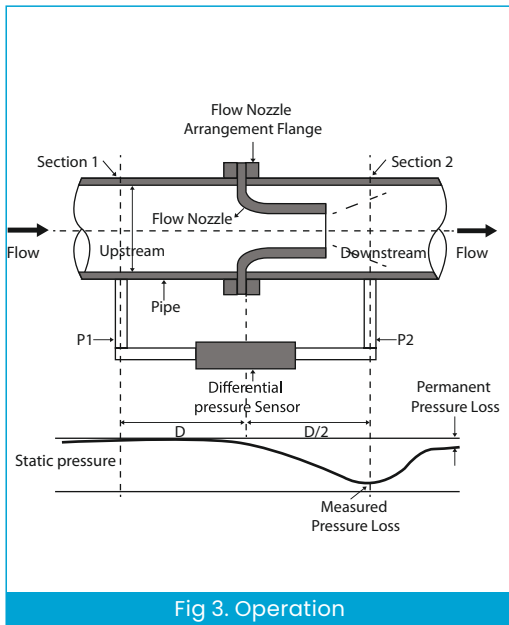 Flow Nozzle
Arrangement Flange
Section 1
Section 2
Flow Nozzle
Flow
Upstream
Downstream
Flow
Pipe
P1
P2
Differential
pressure Sensor
Permanent
Pressure Loss
D
D/2
Static pressure
Measured
Pressure Loss
Fig 3. Operation